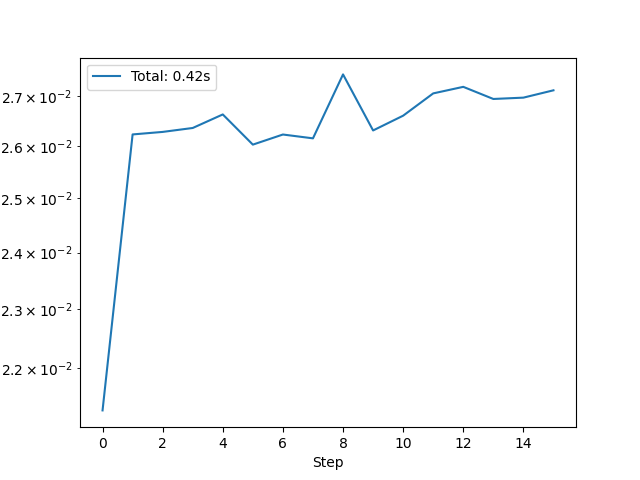 Total: 0.42s
2.7 × 10⁻²
2.6 × 10⁻²
2.5 × 10⁻²
2.4 × 10⁻²
2.3 × 10⁻²
2.2 × 10⁻²
0 2 4 6 8 10 12 14
Step